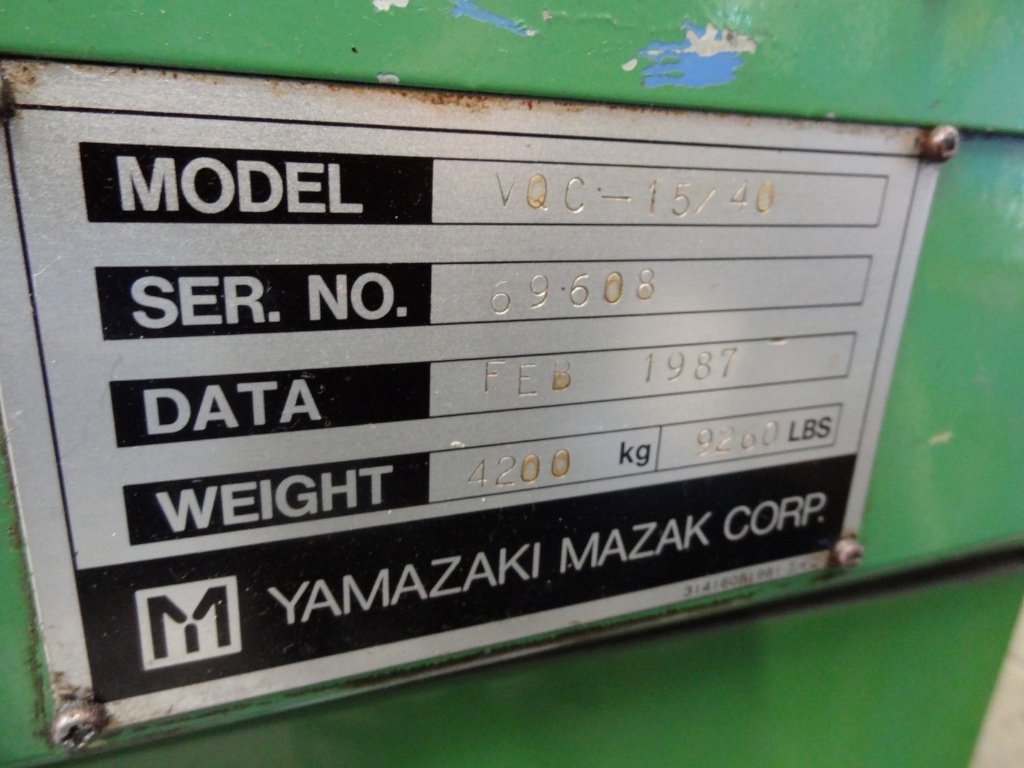 MODEL VQC-15/40
SER. NO. 69608
DATA FEB 1987
WEIGHT 4200 kg 9260 LBS
YAMAZAKI MAZAK CORP.